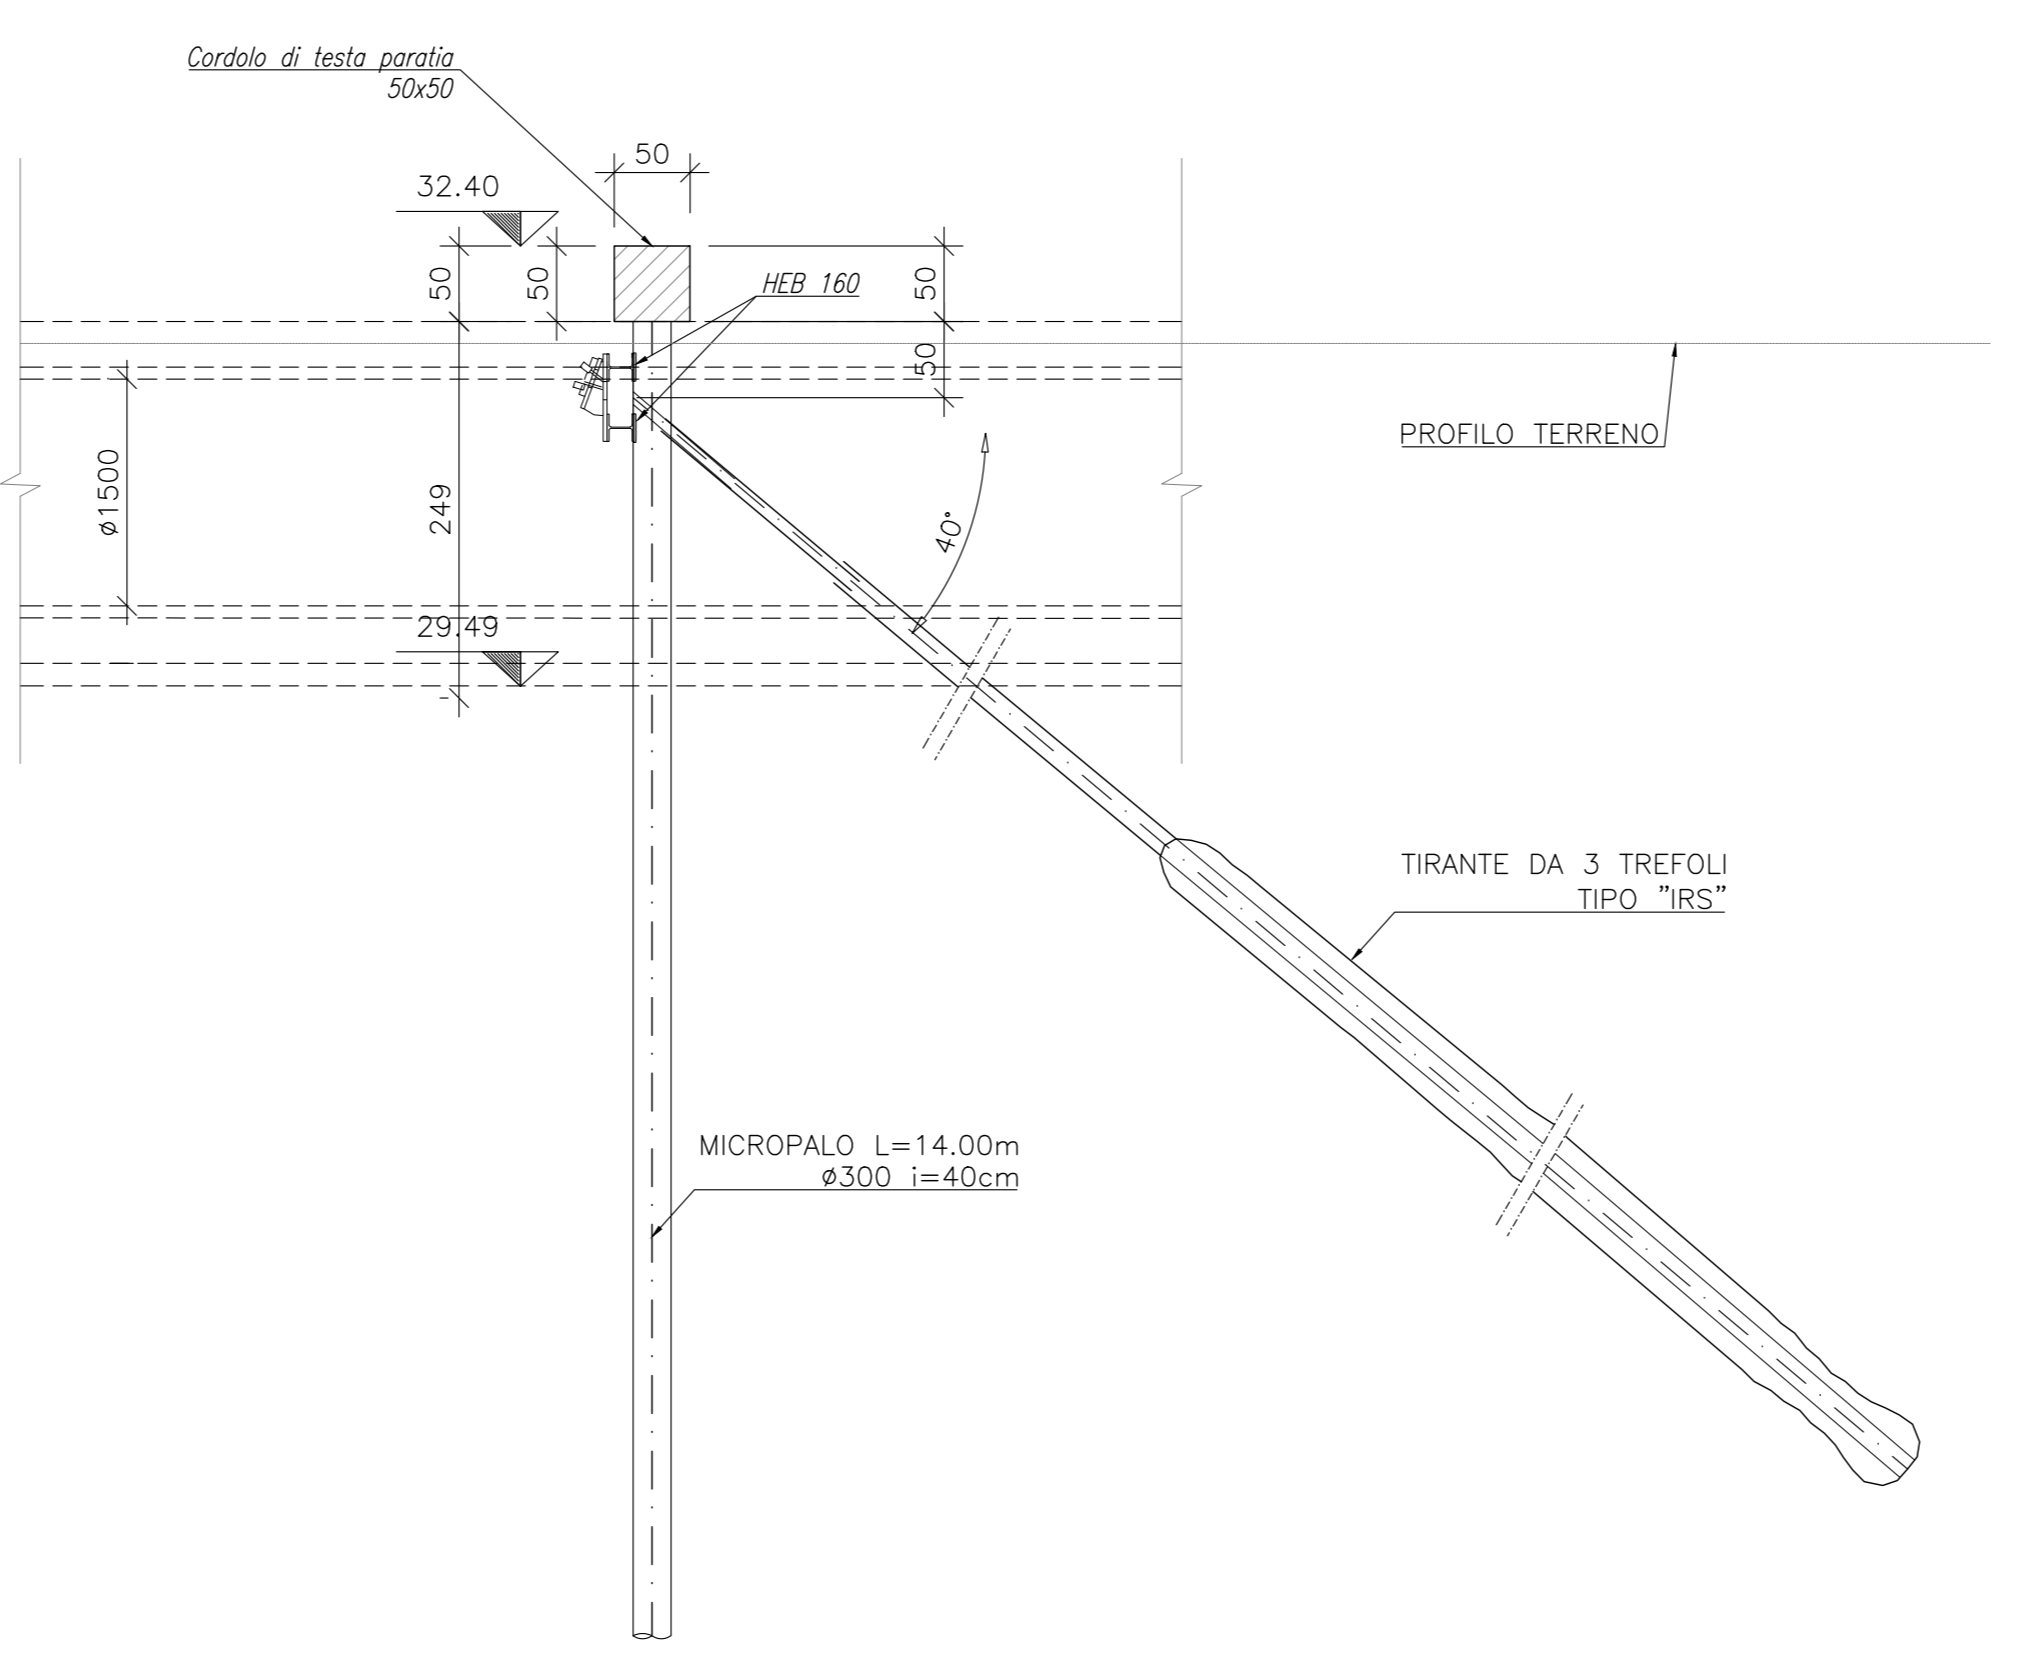 Cordolo di testa paratia
50x50
50
32.40
50
50
HEB 160
50
50
PROFILO TERRENO
ø1500
249
40°
29.49
TIRANTE DA 3 TREFOLI
TIPO ”IRS”
MICROPALO L=14.00m
ø300 i=40cm